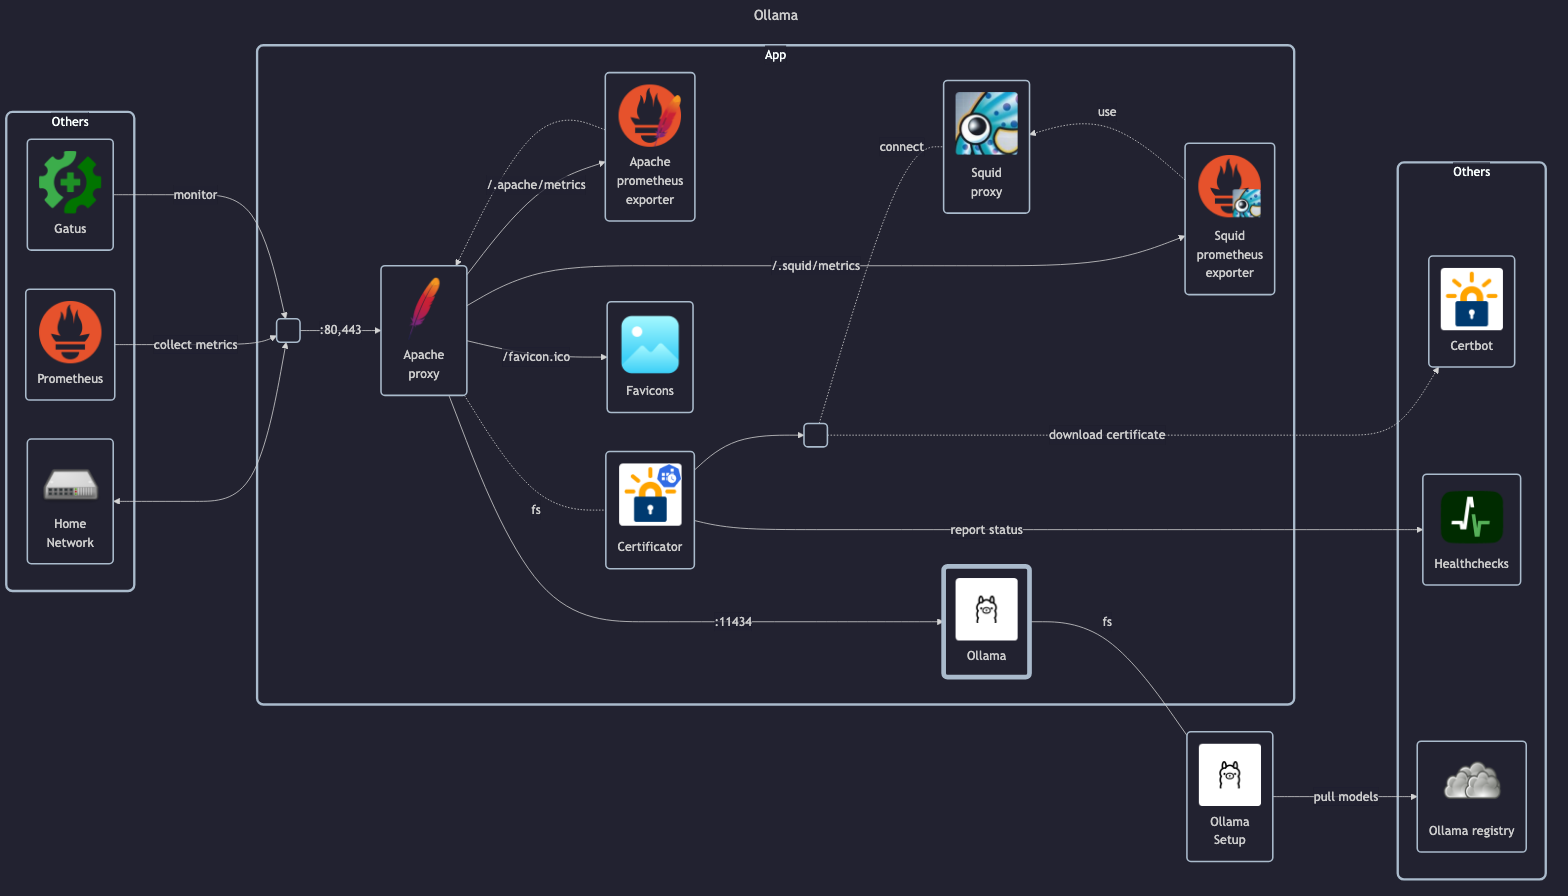 Ollama
App
Others
Gatus
monitor
Prometheus
collect metrics
Home
Network
:80,443
Apache
proxy
/.apache/metrics
Apache
prometheus
exporter
/.squid/metrics
/favicon.ico
Favicons
fs
Certificator
:11434
connect
Squid
proxy
use
Squid
prometheus
exporter
download certificate
report status
Ollama
fs
Ollama
Setup
pull models
Others
Certbot
Healthchecks
Ollama registry